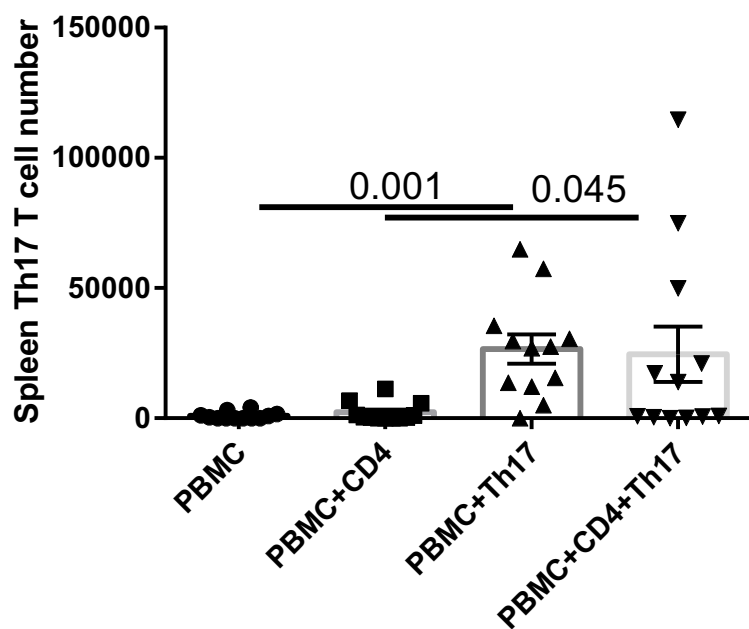 Spleen Th17 T cell number
150000
100000
50000
0
0.001
0.045
PBMC
PBMC+CD4
PBMC+Th17
PBMC+CD4+Th17